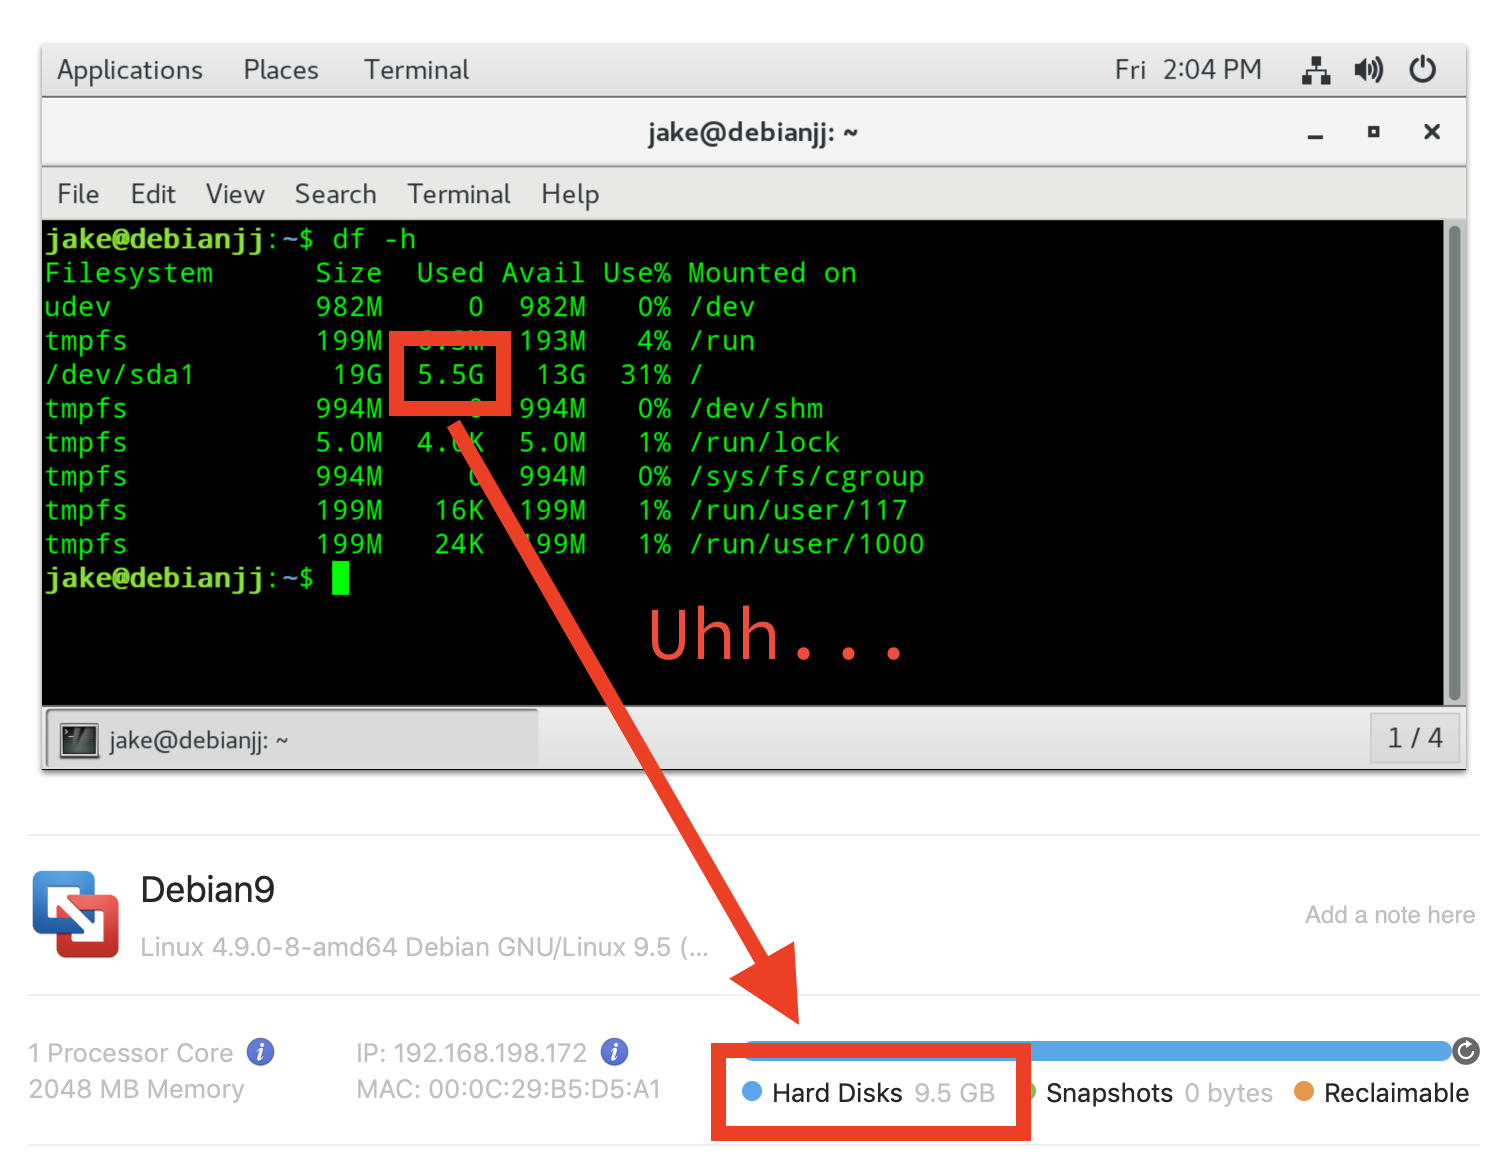 Applications Places Terminal Fri 2:04 PM
jake@debianjj: ~
File Edit View Search Terminal Help
jake@debianjj:~$ df -h
Filesystem Size Used Avail Use% Mounted on
udev 982M 0 982M 0% /dev
tmpfs 199M 193M 4% /run
/dev/sda1 19G 5.5G 13G 31% /
tmpfs 994M 0 994M 0% /dev/shm
tmpfs 5.0M 4.0K 5.0M 1% /run/lock
tmpfs 994M 0 994M 0% /sys/fs/cgroup
tmpfs 199M 16K 199M 1% /run/user/117
tmpfs 199M 24K 199M 1% /run/user/1000
jake@debianjj:~$
Uhh...
jake@debianjj: ~
1 / 4
Debian9
Add a note here
Linux 4.9.0-8-amd64 Debian GNU/Linux 9.5 (...
1 Processor Core IP: 192.168.198.172
2048 MB Memory MAC: 00:0C:29:B5:D5:A1
Hard Disks 9.5 GB Snapshots 0 bytes Reclaimable